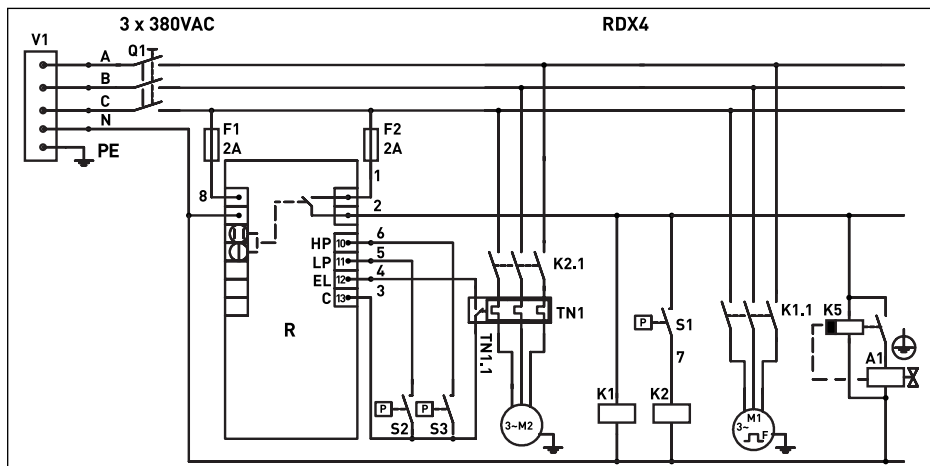 3 x 380VAC
RDX4
V1
A
Q1
B
C
N
PE
F1
2A
F2
2A
1
8
2
HP 10 6
LP 11 5
EL 12 4
C 13 3
R
K2.1
TN1
TN1.1
P S1
7
K1.1
K5
A1
K1
K2
P S2
P S3
3~M2
M1
3~
F